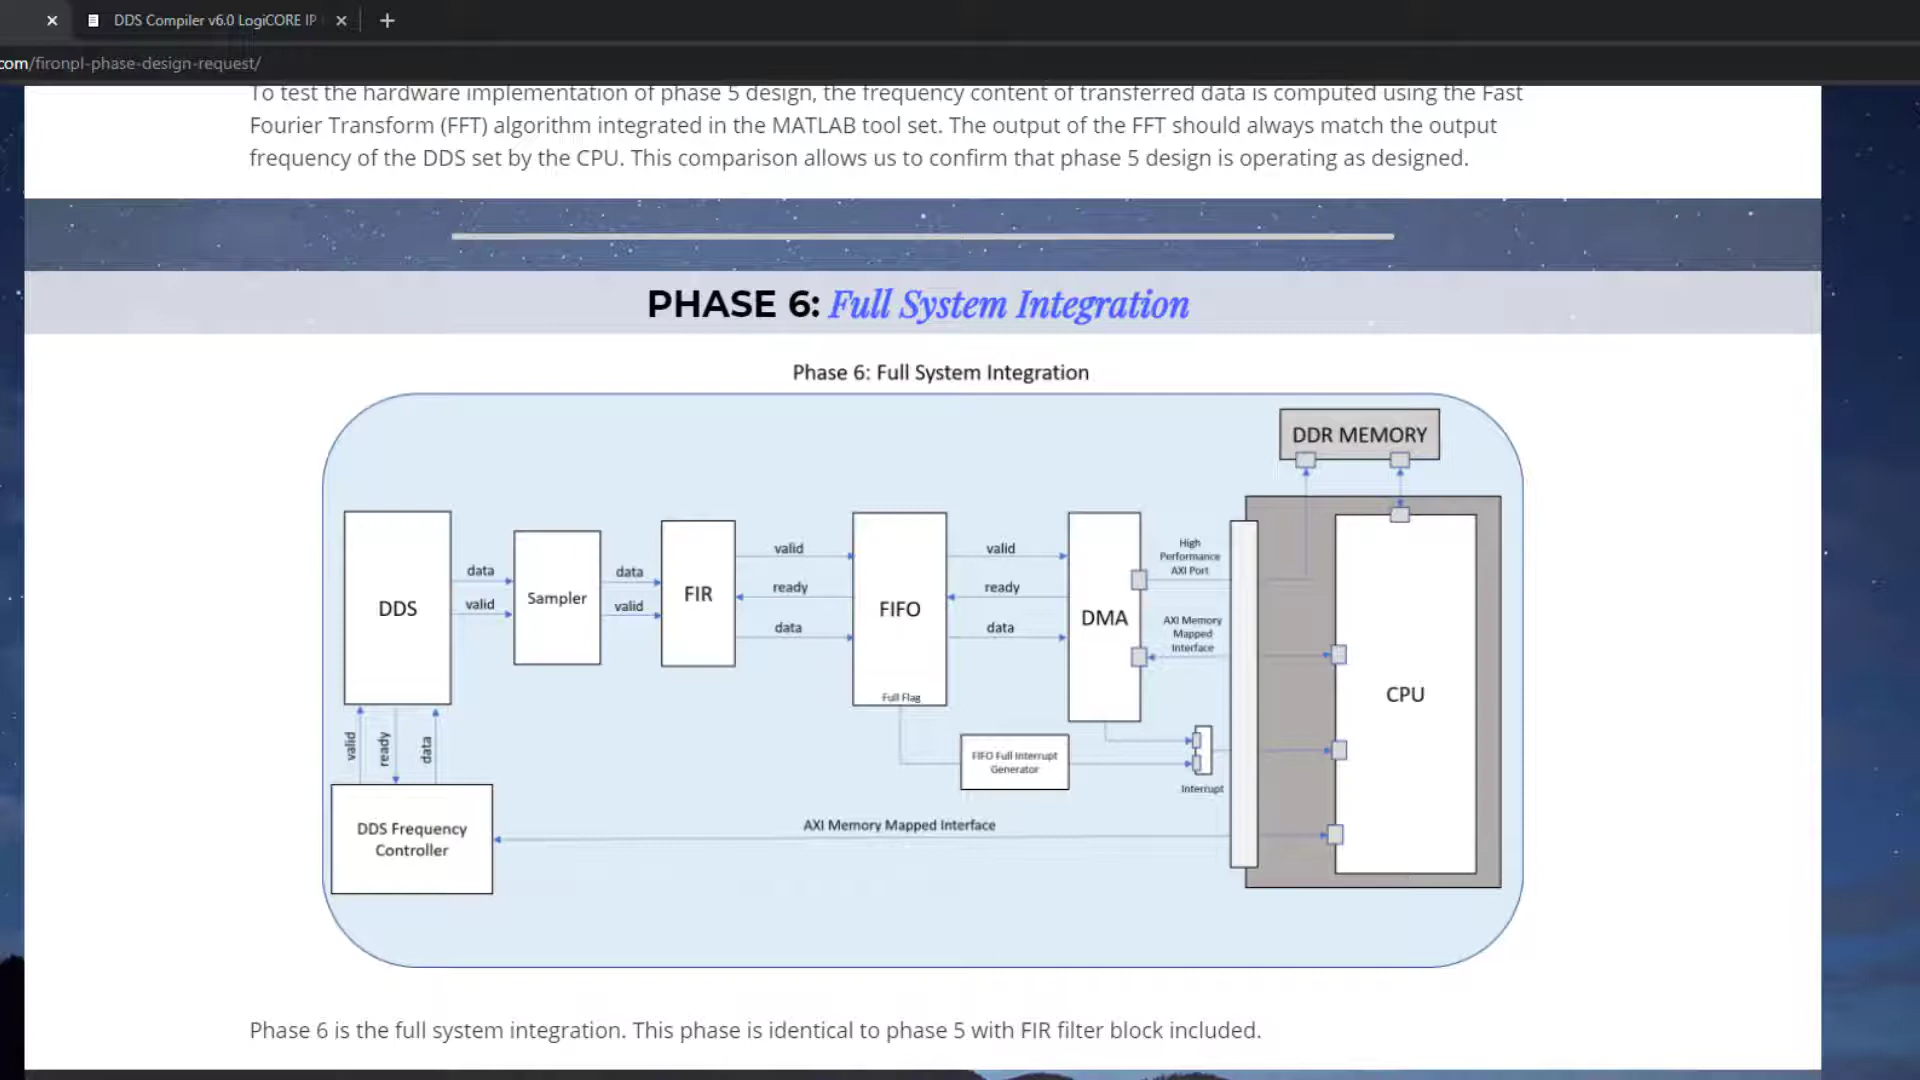 DDS Compiler v6.0 LogiCORE IP
com/fironpl-phase-design-request/
To test the hardware implementation of phase 5 design, the frequency content of transferred data is computed using the Fast
Fourier Transform (FFT) algorithm integrated in the MATLAB tool set. The output of the FFT should always match the output
frequency of the DDS set by the CPU. This comparison allows us to confirm that phase 5 design is operating as designed.
PHASE 6: Full System Integration
Phase 6: Full System Integration
DDR MEMORY
DDS
data
valid
Sampler
data
valid
FIR
valid
ready
data
FIFO
Full Flag
valid
ready
data
DMA
High
Performance
AXI Port
AXI Memory
Mapped
Interface
CPU
valid
ready
data
FIFO Full Interrupt
Generator
Interrupt
DDS Frequency
Controller
AXI Memory Mapped Interface
Phase 6 is the full system integration. This phase is identical to phase 5 with FIR filter block included.